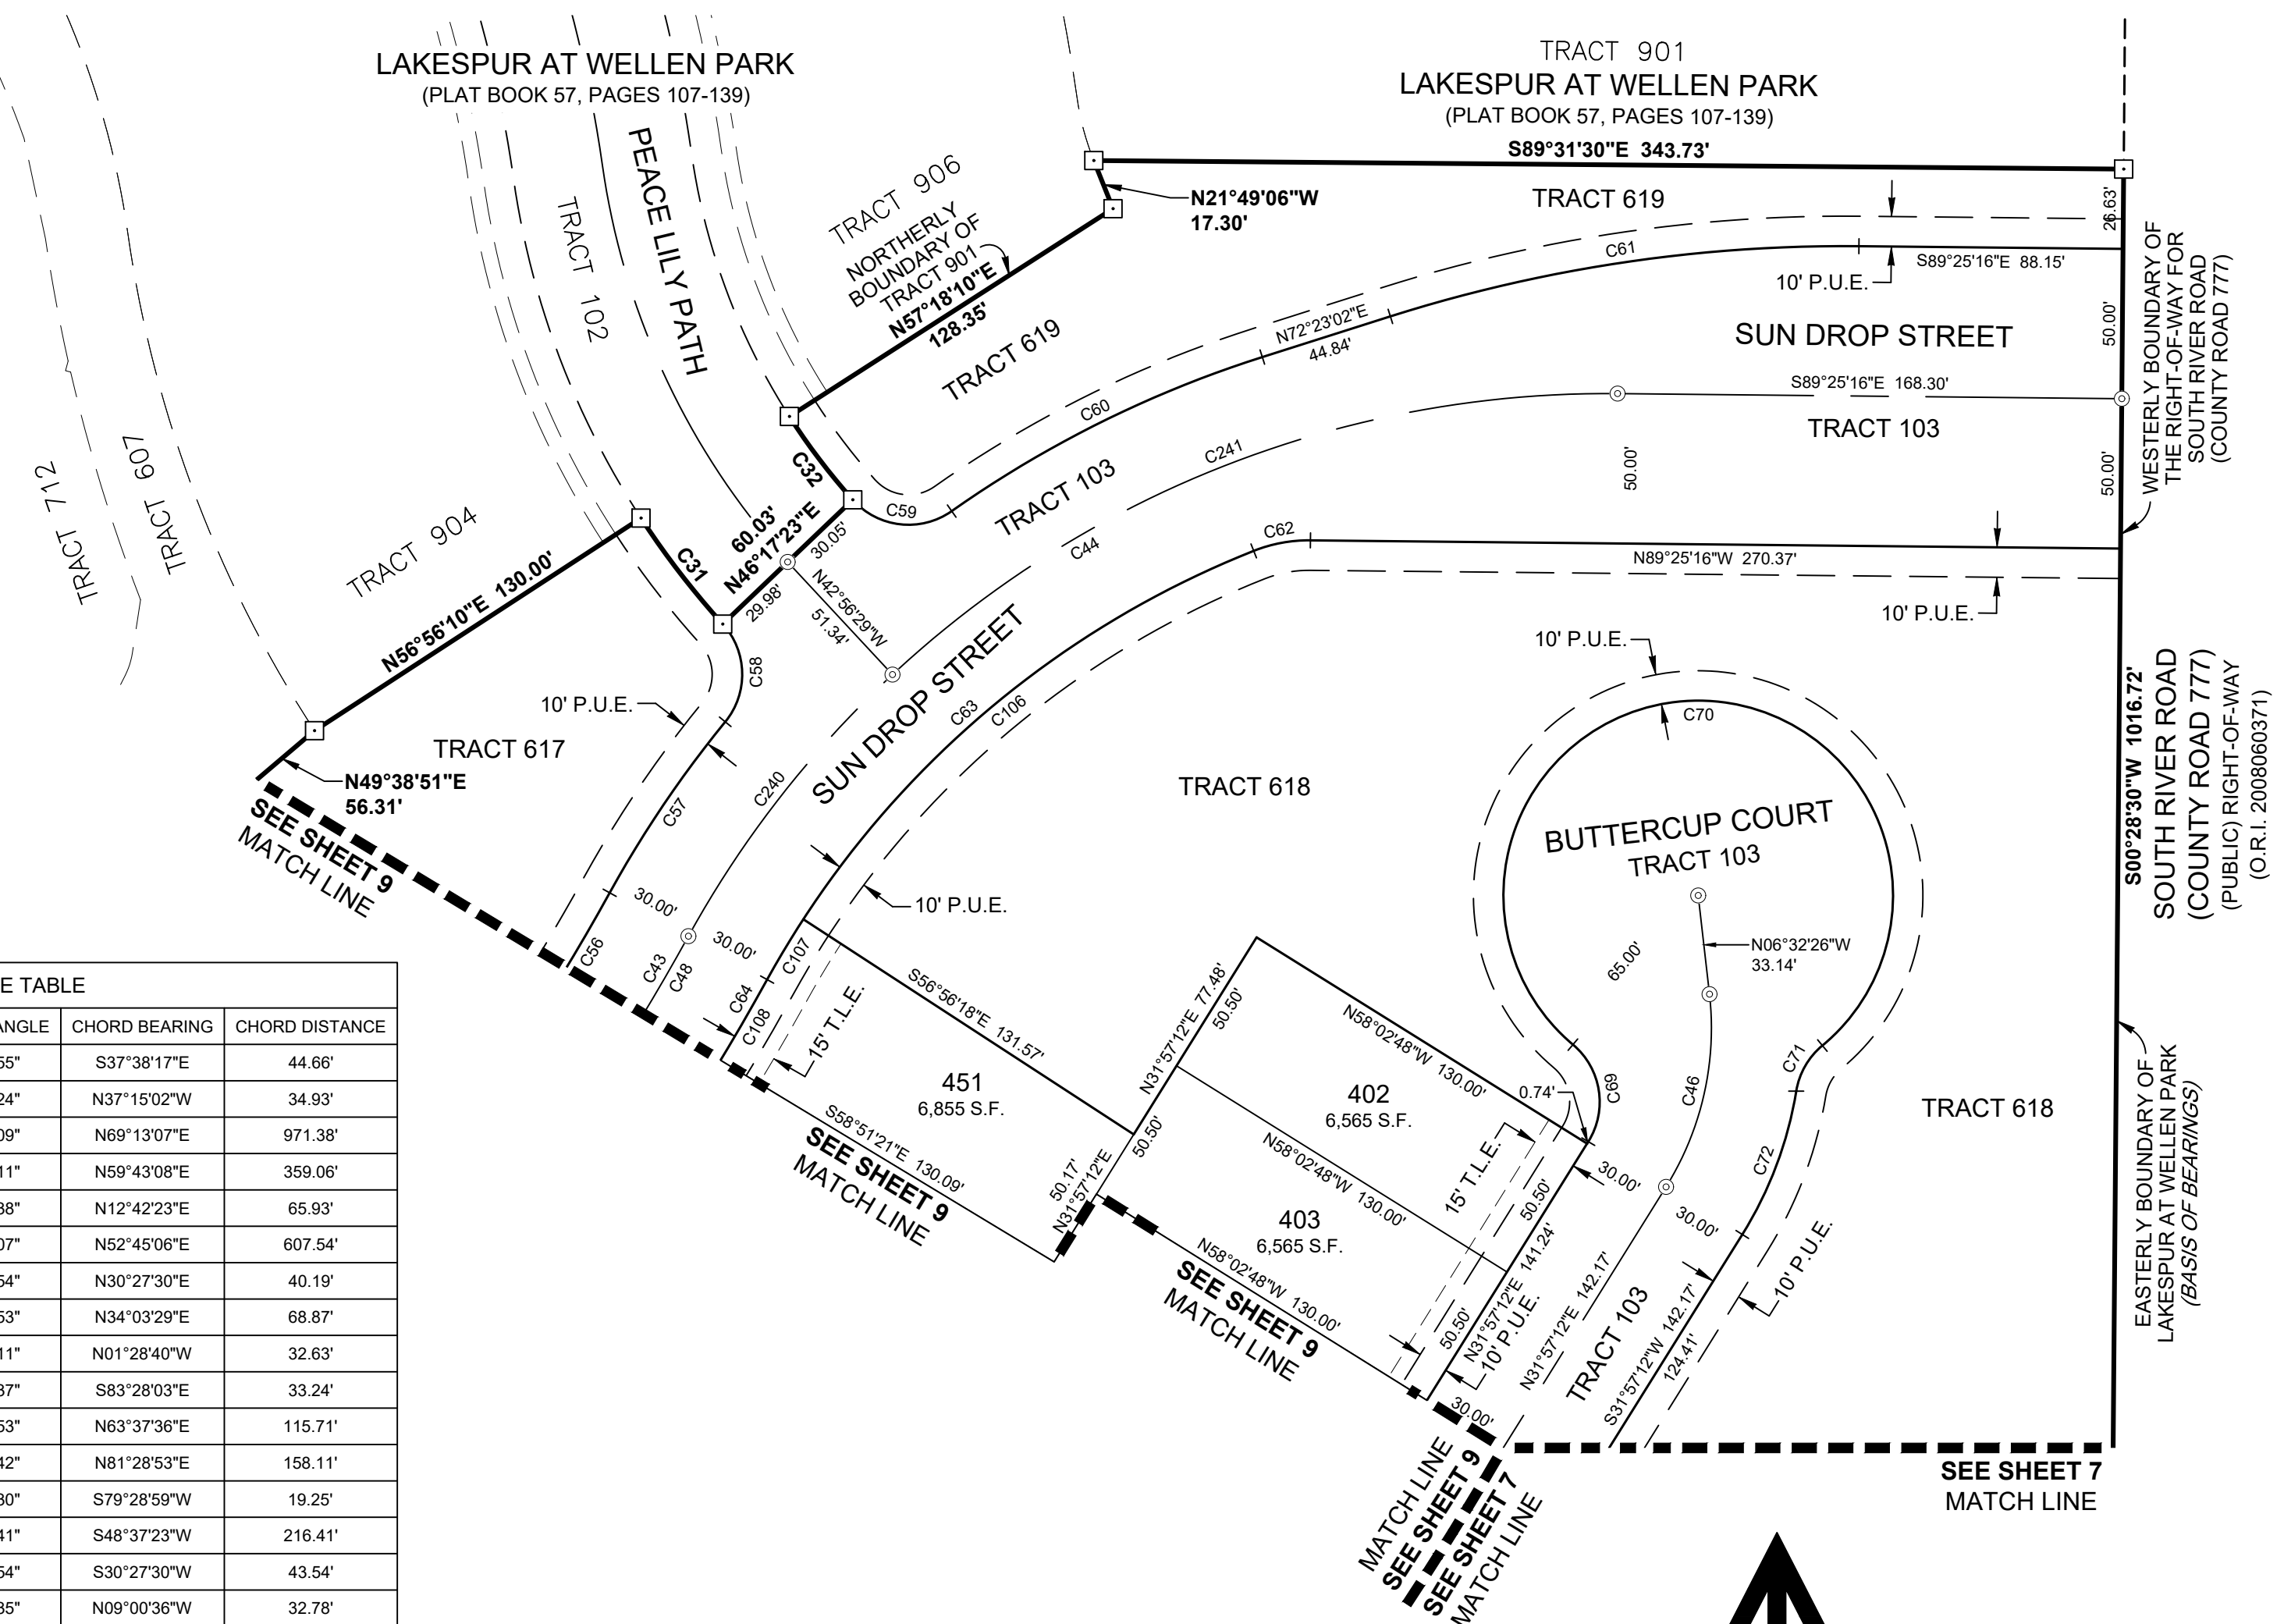 LAKESPUR AT WELLEN PARK
(PLAT BOOK 57, PAGES 107-139)
TRACT 901
LAKESPUR AT WELLEN PARK
(PLAT BOOK 57, PAGES 107-139)
S89°31'30"E 343.73'
N21°49'06"W
17.30'
TRACT 619
26.63'
C61
S89°25'16"E 88.15'
10' P.U.E.
WESTERLY BOUNDARY OF
THE RIGHT-OF-WAY FOR
SOUTH RIVER ROAD
(COUNTY ROAD 777)
PEACE LILY PATH
TRACT 102
TRACT 906
NORTHERLY
BOUNDARY OF
TRACT 901
N57°18'10"E
128.35'
TRACT 619
N72°23'02"E
44.84'
SUN DROP STREET
50.00'
S89°25'16"E 168.30'
TRACT 103
50.00'
50.00'
C60
C241
TRACT 103
C44
C32
C59
C62
N89°25'16"W 270.37'
10' P.U.E.
TRACT 712
TRACT 607
TRACT 904
N56°56'10"E 130.00'
C31
60.03'
N46°17'23"E
30.05'
29.98'
N42°56'29"W
51.34'
C58
10' P.U.E.
TRACT 617
N49°38'51"E
56.31'
SEE SHEET 9
MATCH LINE
C57
C240
SUN DROP STREET
C63
C106
10' P.U.E.
TRACT 618
10' P.U.E.
C70
BUTTERCUP COURT
TRACT 103
65.00'
N06°32'26"W
33.14'
S00°28'30"W 1016.72'
SOUTH RIVER ROAD
(COUNTY ROAD 777)
(PUBLIC) RIGHT-OF-WAY
(O.R.I. 2008060371)
30.00'
30.00'
C56
C43
C48
C107
C64
C108
15' T.L.E.
S56°56'18"E 131.57'
451
6,855 S.F.
S58°51'21"E 130.09'
SEE SHEET 9
MATCH LINE
N31°57'12"E 77.48'
50.50'
50.50'
50.17'
N31°57'12"E
N58°02'48"W 130.00'
402
6,565 S.F.
0.74'
C69
C46
C71
C72
TRACT 618
N58°02'48"W 130.00'
403
6,565 S.F.
15' T.L.E.
N58°02'48"W 130.00'
SEE SHEET 9
MATCH LINE
50.50'
50.50'
N31°57'12"E 141.24'
10' P.U.E.
30.00'
30.00'
N31°57'12"E 142.17'
TRACT 103
S31°57'12"W 142.17'
124.41'
10' P.U.E.
30.00'
EASTERLY BOUNDARY OF
LAKESPUR AT WELLEN PARK
(BASIS OF BEARINGS)
MATCH LINE
SEE SHEET 9
SEE SHEET 7
MATCH LINE
SEE SHEET 7
MATCH LINE
E TABLE
ANGLE CHORD BEARING CHORD DISTANCE
55" S37°38'17"E 44.66'
24" N37°15'02"W 34.93'
09" N69°13'07"E 971.38'
11" N59°43'08"E 359.06'
38" N12°42'23"E 65.93'
07" N52°45'06"E 607.54'
54" N30°27'30"E 40.19'
53" N34°03'29"E 68.87'
11" N01°28'40"W 32.63'
37" S83°28'03"E 33.24'
53" N63°37'36"E 115.71'
42" N81°28'53"E 158.11'
30" S79°28'59"W 19.25'
41" S48°37'23"W 216.41'
54" S30°27'30"W 43.54'
35" N09°00'36"W 32.78'